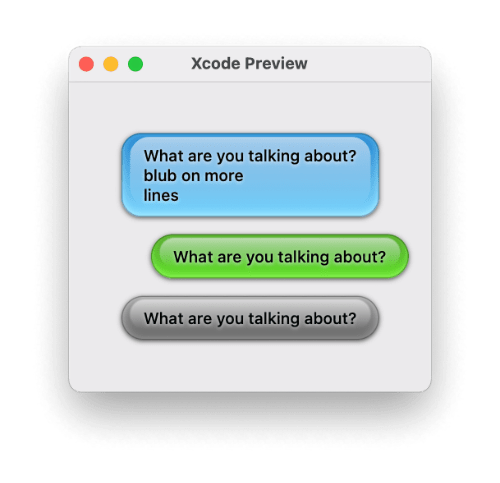 Xcode Preview
What are you talking about?
blub on more
lines
What are you talking about?
What are you talking about?